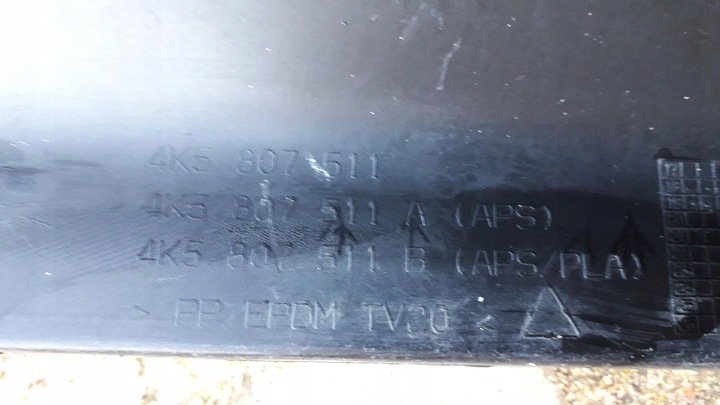 4K5 807 511
4K5 807 511 A (APS)
4K5 807 511 B (APS/PLA)
> PP/EPDM TV20 <